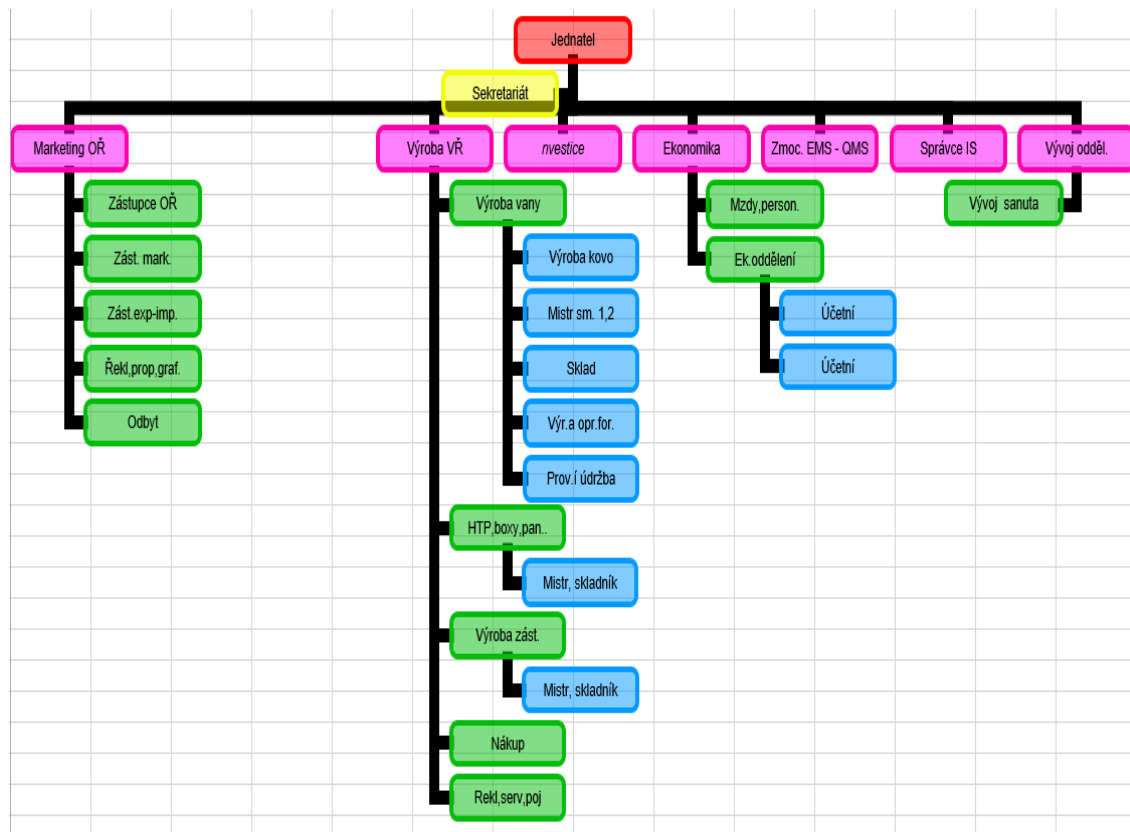 Jednatel
Sekretariát
Marketing OŘ
Výroba VŘ
nvestice
Ekonomika
Zmoc. EMS - QMS
Správce IS
Vývoj odděl.
Zástupce OŘ
Výroba vany
Mzdy,person.
Vývoj sanuta
Zást. mark.
Výroba kovo
Ek.oddělení
Zást.exp-imp.
Mistr sm. 1,2
Účetní
Řekl,prop,graf.
Sklad
Účetní
Odbyt
Výr.a opr.for.
Prov.í údržba
HTP,boxy,pan..
Mistr, skladník
Výroba zást.
Mistr, skladník
Nákup
Rekl,serv,poj